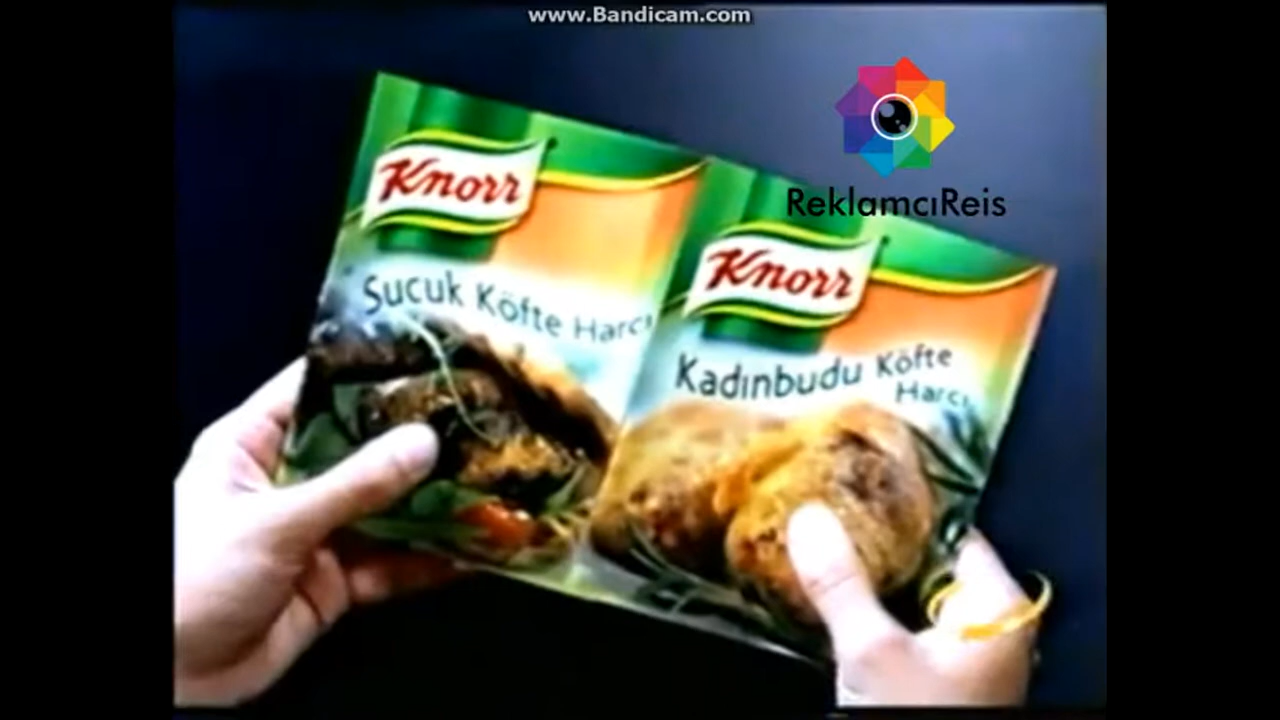 www.Bandicam.com
ReklamcıReis
Knorr
Sucuk Köfte Harcı
Knorr
Kadınbudu Köfte
Harcı